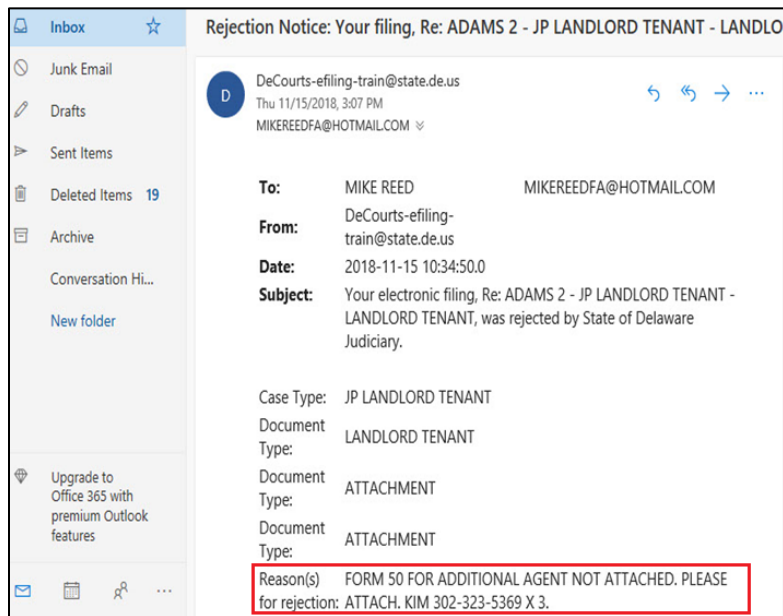 Inbox
Junk Email
Drafts
Sent Items
Deleted Items 19
Archive
Conversation Hi...
New folder
Upgrade to
Office 365 with
premium Outlook
features
Rejection Notice: Your filing, Re: ADAMS 2 - JP LANDLORD TENANT - LANDLO
D
DeCourts-efiling-train@state.de.us
Thu 11/15/2018, 3:07 PM
MIKEREEDFA@HOTMAIL.COM
To: MIKE REED MIKEREEDFA@HOTMAIL.COM
From: DeCourts-efiling-
train@state.de.us
Date: 2018-11-15 10:34:50.0
Subject: Your electronic filing, Re: ADAMS 2 - JP LANDLORD TENANT -
LANDLORD TENANT, was rejected by State of Delaware
Judiciary.
Case Type: JP LANDLORD TENANT
Document
Type: LANDLORD TENANT
Document
Type: ATTACHMENT
Document
Type: ATTACHMENT
Reason(s) FORM 50 FOR ADDITIONAL AGENT NOT ATTACHED. PLEASE
for rejection: ATTACH. KIM 302-323-5369 X 3.